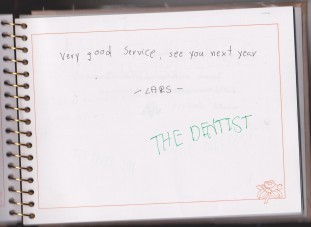 Very good Service, see you next year
- LARS -
THE DENTIST